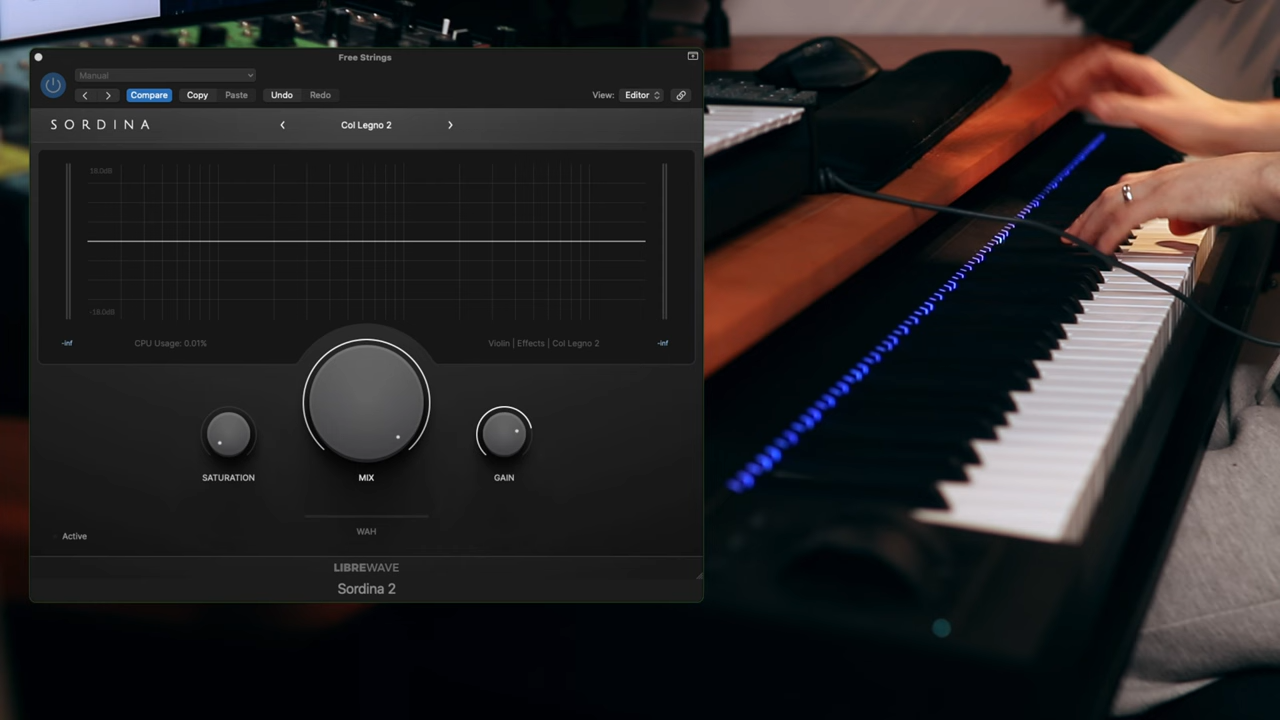 Free Strings
Manual
Compare Copy Paste Undo Redo View: Editor
SORDINA Col Legno 2
18.0dB
-18.0dB
-inf CPU Usage: 0.01% Violin | Effects | Col Legno 2 -inf
SATURATION MIX GAIN
WAH
Active
LIBREWAVE
Sordina 2